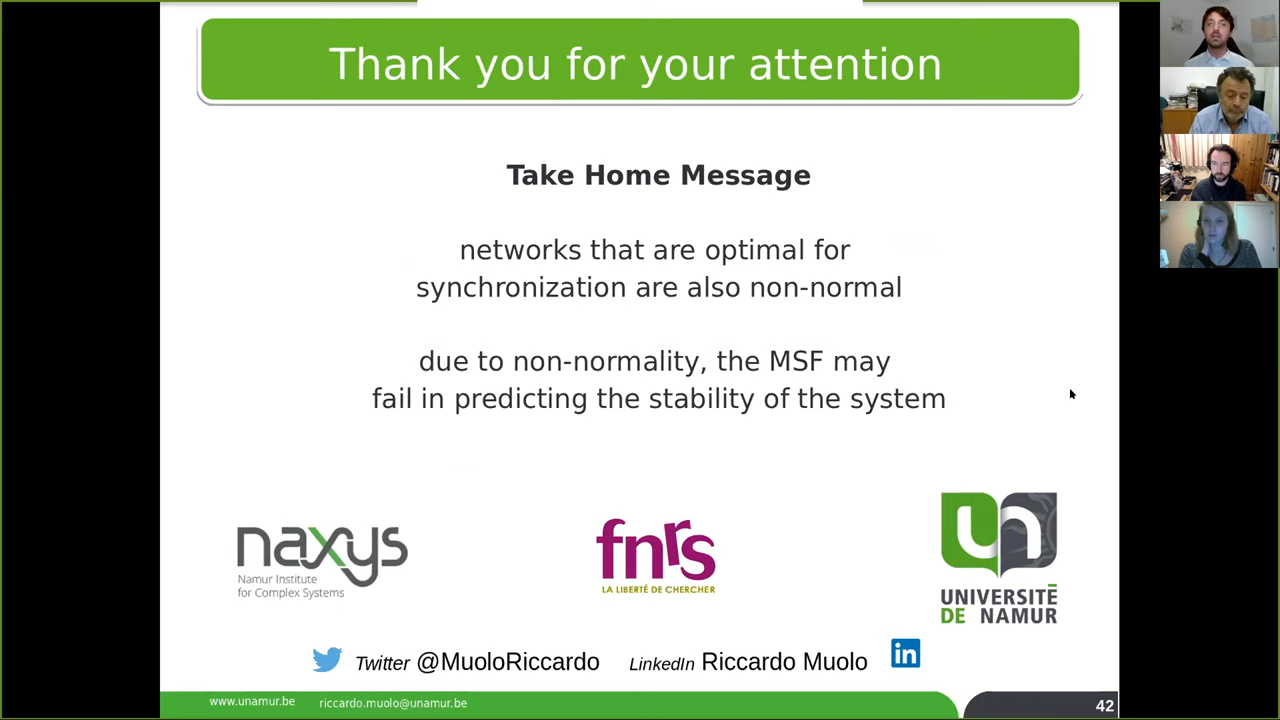 Thank you for your attention
Take Home Message
networks that are optimal for
synchronization are also non-normal
due to non-normality, the MSF may
fail in predicting the stability of the system
naxys
Namur Institute
for Complex Systems
fnrs
LA LIBERTÉ DE CHERCHER
un
UNIVERSITÉ
DE NAMUR
Twitter @MuoloRiccardo LinkedIn Riccardo Muolo in
www.unamur.be riccardo.muolo@unamur.be
42